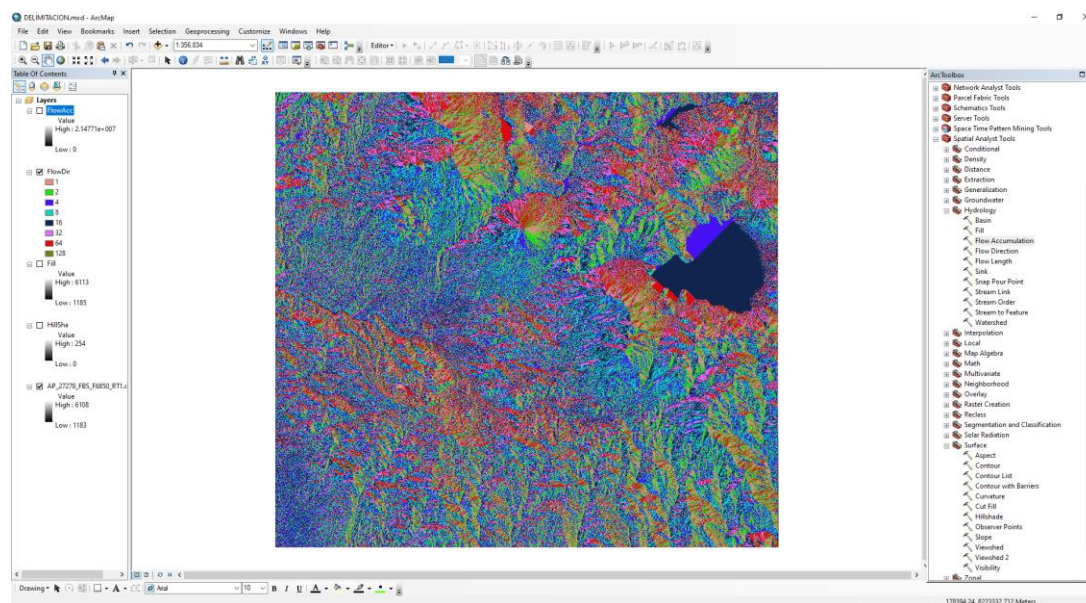 DELIMITACION.mxd - ArcMap
File Edit View Bookmarks Insert Selection Geoprocessing Customize Windows Help
1:356.034
Editor
Table Of Contents
Layers
FlowAcc
Value
High : 2.14771e+007
Low : 0
FlowDir
1
2
4
8
16
32
64
128
Fill
Value
High : 6113
Low : 1185
HillSha
Value
High : 254
Low : 0
AP_27278_FBS_F6850_RT1.c
Value
High : 6108
Low : 1183
ArcToolbox
Network Analyst Tools
Parcel Fabric Tools
Schematics Tools
Server Tools
Space Time Pattern Mining Tools
Spatial Analyst Tools
Conditional
Density
Distance
Extraction
Generalization
Groundwater
Hydrology
Basin
Fill
Flow Accumulation
Flow Direction
Flow Length
Sink
Snap Pour Point
Stream Link
Stream Order
Stream to Feature
Watershed
Interpolation
Local
Map Algebra
Math
Multivariate
Neighborhood
Overlay
Raster Creation
Reclass
Segmentation and Classification
Solar Radiation
Surface
Aspect
Contour
Contour List
Contour with Barriers
Curvature
Cut Fill
Hillshade
Observer Points
Slope
Viewshed
Viewshed 2
Visibility
Zonal
Drawing
Arial
10
B I U A
178394,24 8223332,712 Meters